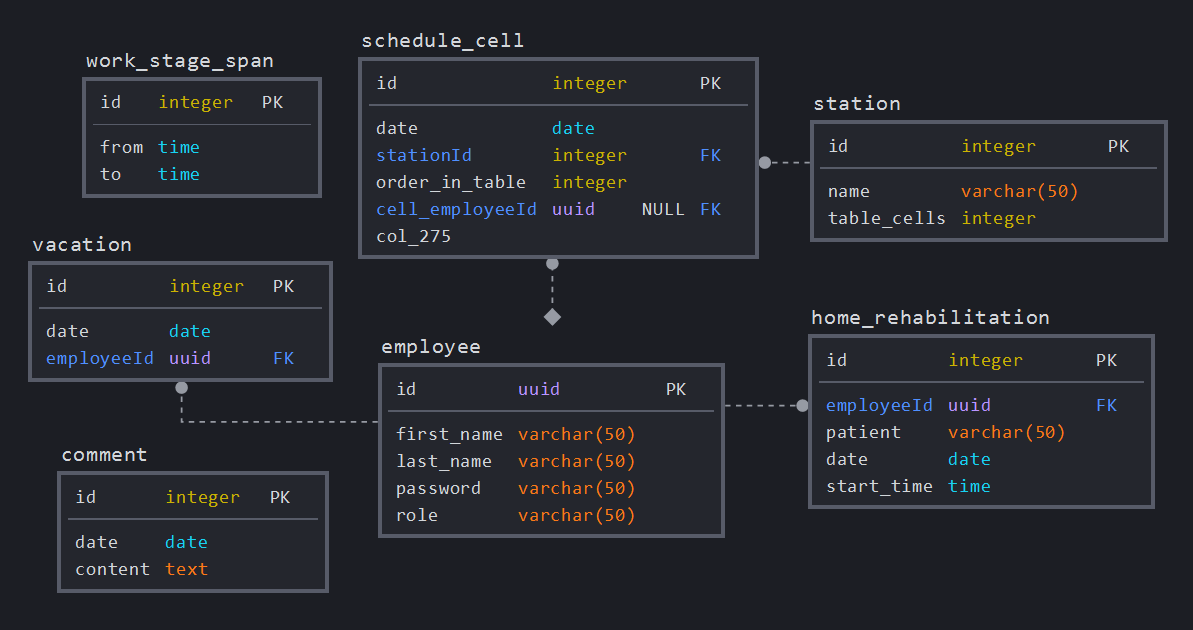 work_stage_span
id integer PK
from time
to time
schedule_cell
id integer PK
date date
stationId integer FK
order_in_table integer
cell_employeeId uuid NULL FK
col_275
station
id integer PK
name varchar(50)
table_cells integer
vacation
id integer PK
date date
employeeId uuid FK
employee
id uuid PK
first_name varchar(50)
last_name varchar(50)
password varchar(50)
role varchar(50)
home_rehabilitation
id integer PK
employeeId uuid FK
patient varchar(50)
date date
start_time time
comment
id integer PK
date date
content text